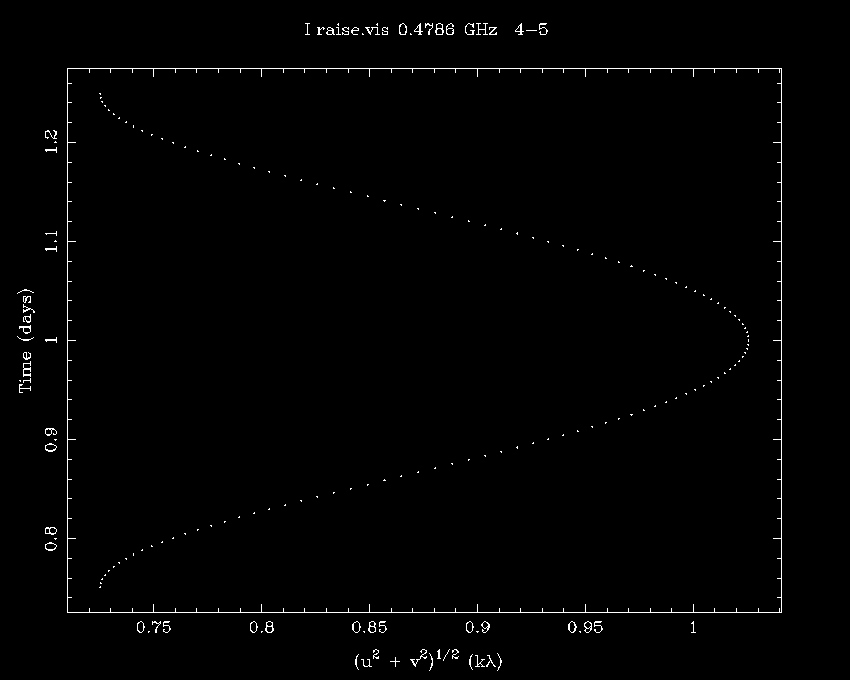 I raise.vis 0.4786 GHz 4-5
1.2
1.1
1
0.9
0.8
Time (days)
0.75 0.8 0.85 0.9 0.95 1
(u² + v²)¹/² (kλ)